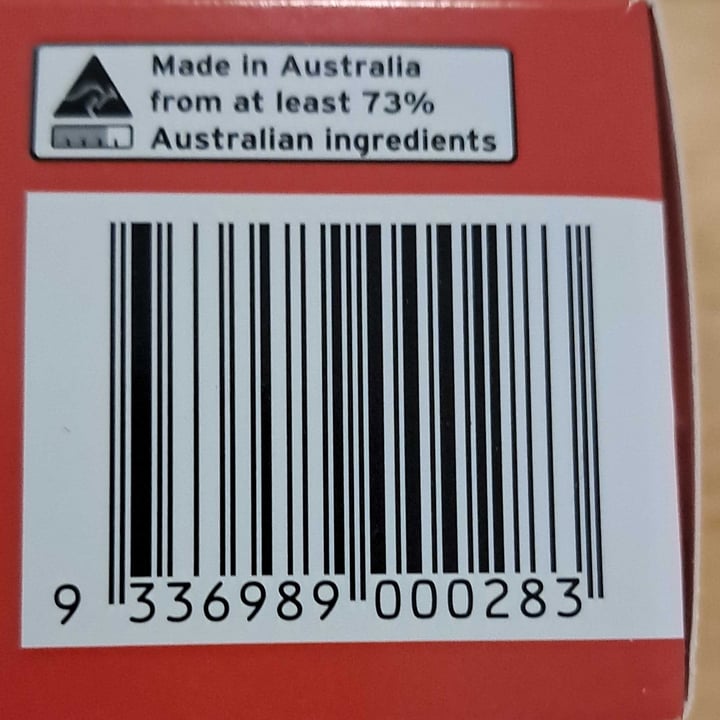 Made in Australia
from at least 73%
Australian ingredients
9 336989 000283